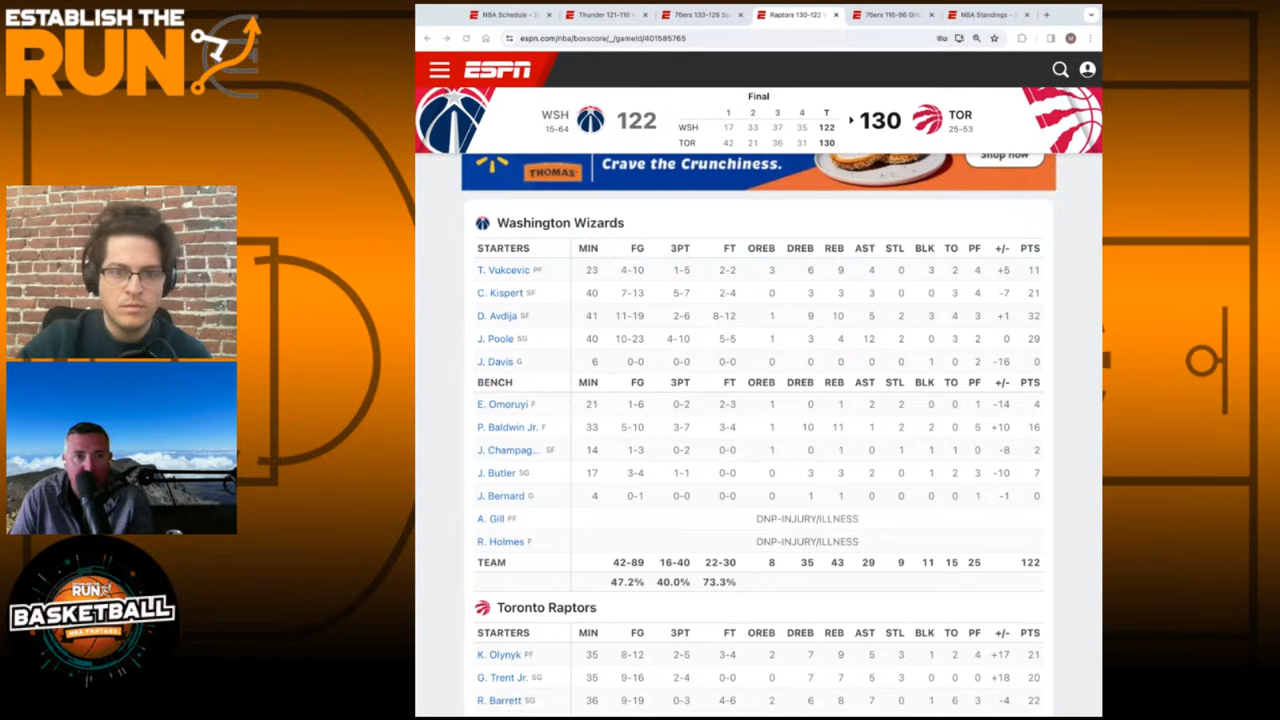 ESTABLISH THE
RUN
NBA Schedule - 2
Thunder 121-116
76ers 133-126
Raptors 130-122
76ers 116-96
NBA Standings -
espn.com/nba/boxscore/_/gameId/401585765
ESPN
Final
WSH
15-64
122
1 2 3 4 T
WSH 17 33 37 35 122
TOR 42 21 36 31 130
130
TOR
25-53
THOMAS'
Crave the Crunchiness.
Shop now
Washington Wizards
STARTERS MIN FG 3PT FT OREB DREB REB AST STL BLK TO PF +/- PTS
T. Vukcevic PF 23 4-10 1-5 2-2 3 6 9 4 0 3 2 4 +5 11
C. Kispert SF 40 7-13 5-7 2-4 0 3 3 3 0 0 3 4 -7 21
D. Avdija SF 41 11-19 2-6 8-12 1 9 10 5 2 3 4 3 +1 32
J. Poole SG 40 10-23 4-10 5-5 1 3 4 12 2 0 3 2 0 29
J. Davis G 6 0-0 0-0 0-0 0 0 0 0 0 1 0 2 -16 0
BENCH MIN FG 3PT FT OREB DREB REB AST STL BLK TO PF +/- PTS
E. Omoruyi F 21 1-6 0-2 2-3 1 0 1 2 2 0 0 1 -14 4
P. Baldwin Jr. F 33 5-10 3-7 3-4 1 10 11 1 2 2 0 5 +10 16
J. Champag... SF 14 1-3 0-2 0-0 1 0 1 0 1 1 1 0 -8 2
J. Butler SG 17 3-4 1-1 0-0 0 3 3 2 0 1 2 3 -10 7
J. Bernard G 4 0-1 0-0 0-0 0 1 1 0 0 0 0 1 -1 0
A. Gill PF DNP-INJURY/ILLNESS
R. Holmes F DNP-INJURY/ILLNESS
TEAM 42-89 16-40 22-30 8 35 43 29 9 11 15 25 122
47.2% 40.0% 73.3%
Toronto Raptors
STARTERS MIN FG 3PT FT OREB DREB REB AST STL BLK TO PF +/- PTS
K. Olynyk PF 35 8-12 2-5 3-4 2 7 9 5 3 1 2 4 +17 21
G. Trent Jr. SG 35 9-16 2-4 0-0 0 7 7 5 3 0 0 0 +18 20
R. Barrett SG 36 9-19 0-3 4-6 2 6 8 7 0 1 6 3 -4 22
ESTABLISH THE
RUN
BASKETBALL
NBA FANTASY